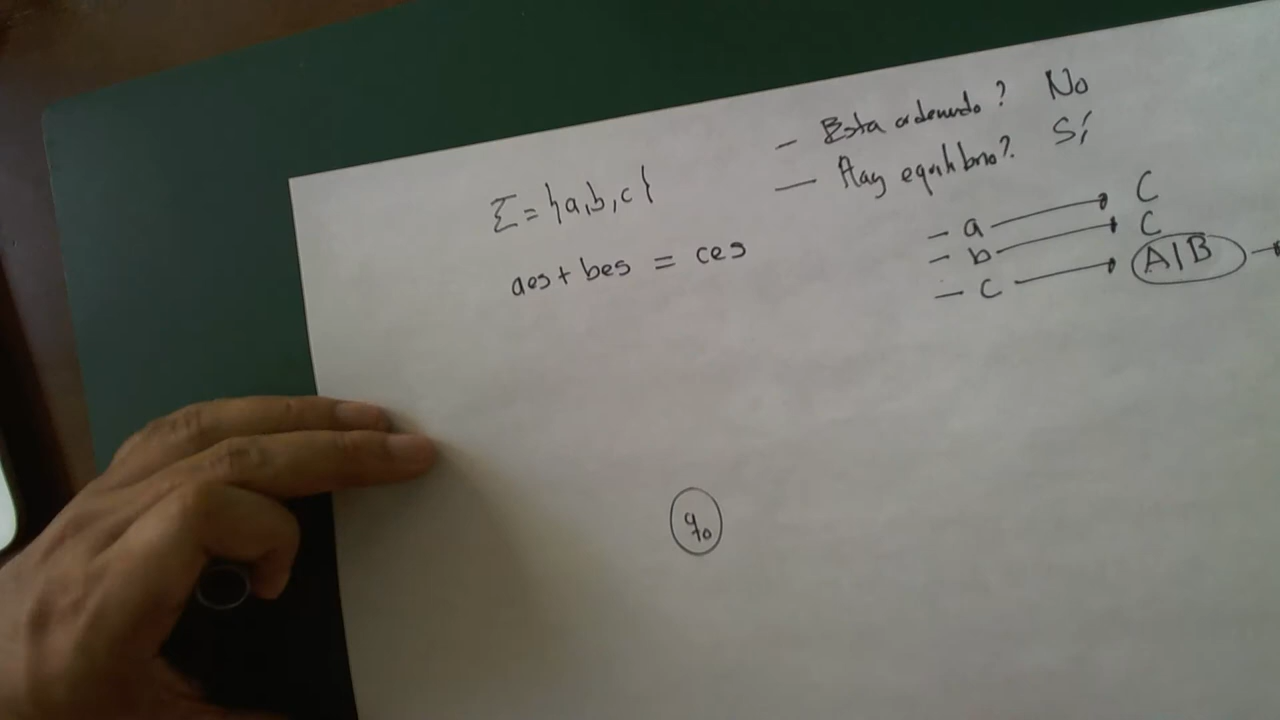 - Esta ordenado? No
- Hay equilibrio? Sí
Σ = {a,b,c}
aes + bes = ces
- a → C
- b → C
- c → A/B →
q0